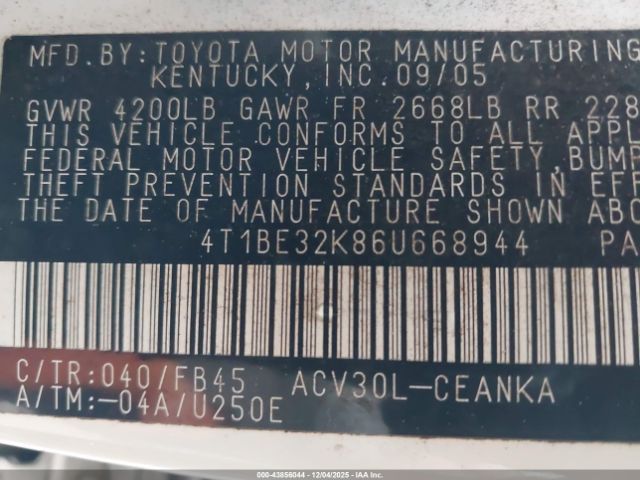 MFD. BY: TOYOTA MOTOR MANUFACTURING
KENTUCKY, INC. 09/05
GVWR 4200LB GAWR FR 2668LB RR 228
THIS VEHICLE CONFORMS TO ALL APPL
FEDERAL MOTOR VEHICLE SAFETY, BUMP
THEFT PREVENTION STANDARDS IN EFF
THE DATE OF MANUFACTURE SHOWN ABO
4T1BE32K86U668944 PA
C/TR:040/FB45 ACV30L-CEANKA
A/TM:-04A/U250E
000-43856044 | 12/04/2025 - IAA Corp.